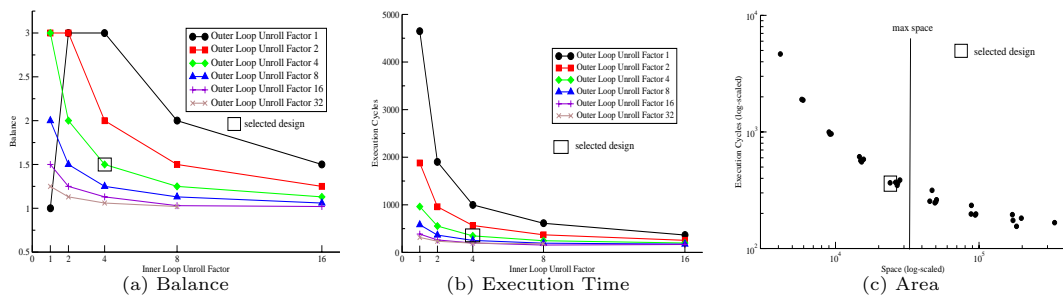 3
2.5
2
1.5
1
0.5
Balance
1 2 4 8 16
Inner Loop Unroll Factor
Outer Loop Unroll Factor 1
Outer Loop Unroll Factor 2
Outer Loop Unroll Factor 4
Outer Loop Unroll Factor 8
Outer Loop Unroll Factor 16
Outer Loop Unroll Factor 32
selected design
(a) Balance
5000
4500
4000
3500
3000
2500
2000
1500
1000
500
0
Execution Cycles
1 2 4 8 16
Inner Loop Unroll Factor
Outer Loop Unroll Factor 1
Outer Loop Unroll Factor 2
Outer Loop Unroll Factor 4
Outer Loop Unroll Factor 8
Outer Loop Unroll Factor 16
Outer Loop Unroll Factor 32
selected design
(b) Execution Time
max space
selected design
10⁴
10³
10²
Execution Cycles (log-scaled)
10⁴ 10⁵
Space (log-scaled)
(c) Area